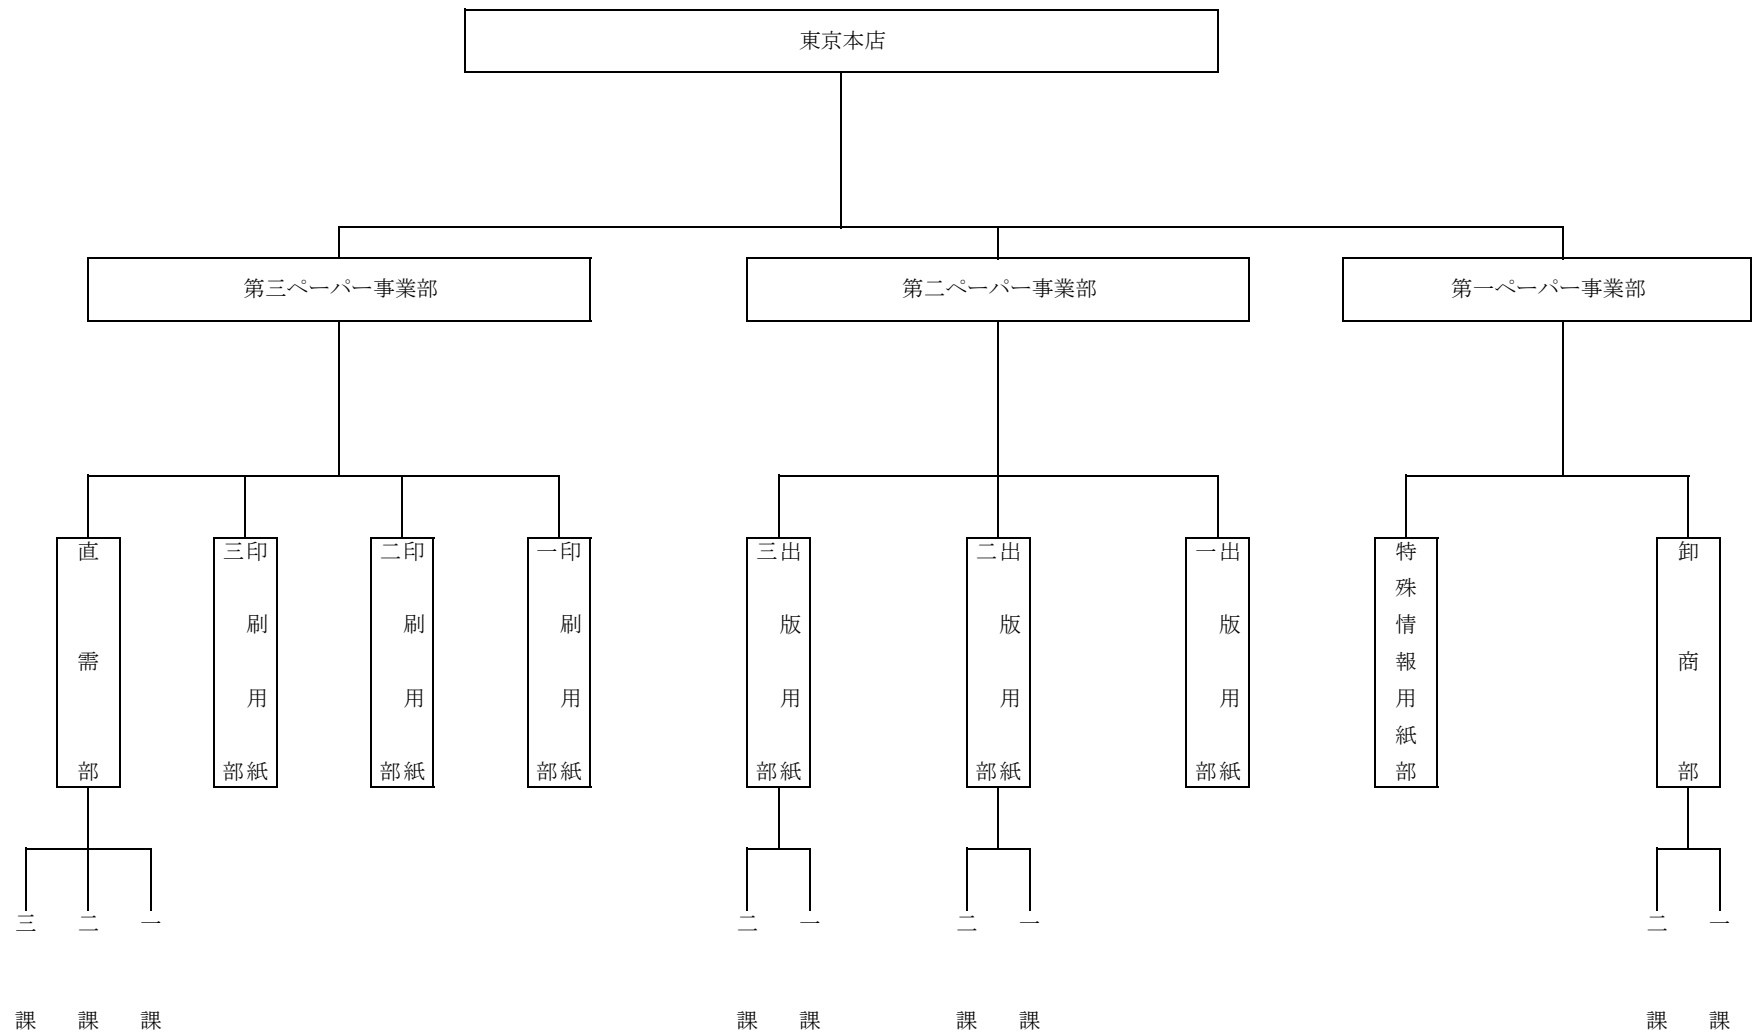 東京本店
第三ペーパー事業部
第二ペーパー事業部
第一ペーパー事業部
直需部
印刷用紙
三部
印刷用紙
二部
印刷用紙
一部
出版用紙
三部
出版用紙
二部
出版用紙
一部
特殊情報用紙部
卸商部
三課
二課
一課
二課
一課
二課
一課
二課
一課